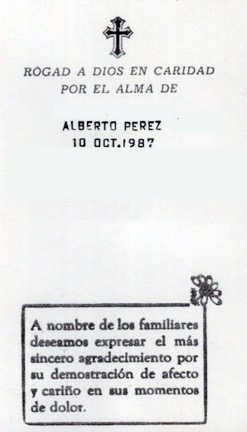 ROGAD A DIOS EN CARIDAD
POR EL ALMA DE
ALBERTO PEREZ
10 OCT.1987
A nombre de los familiares
deseamos expresar el más
sincero agradecimiento por
su demostración de afecto
y cariño en sus momentos
de dolor.